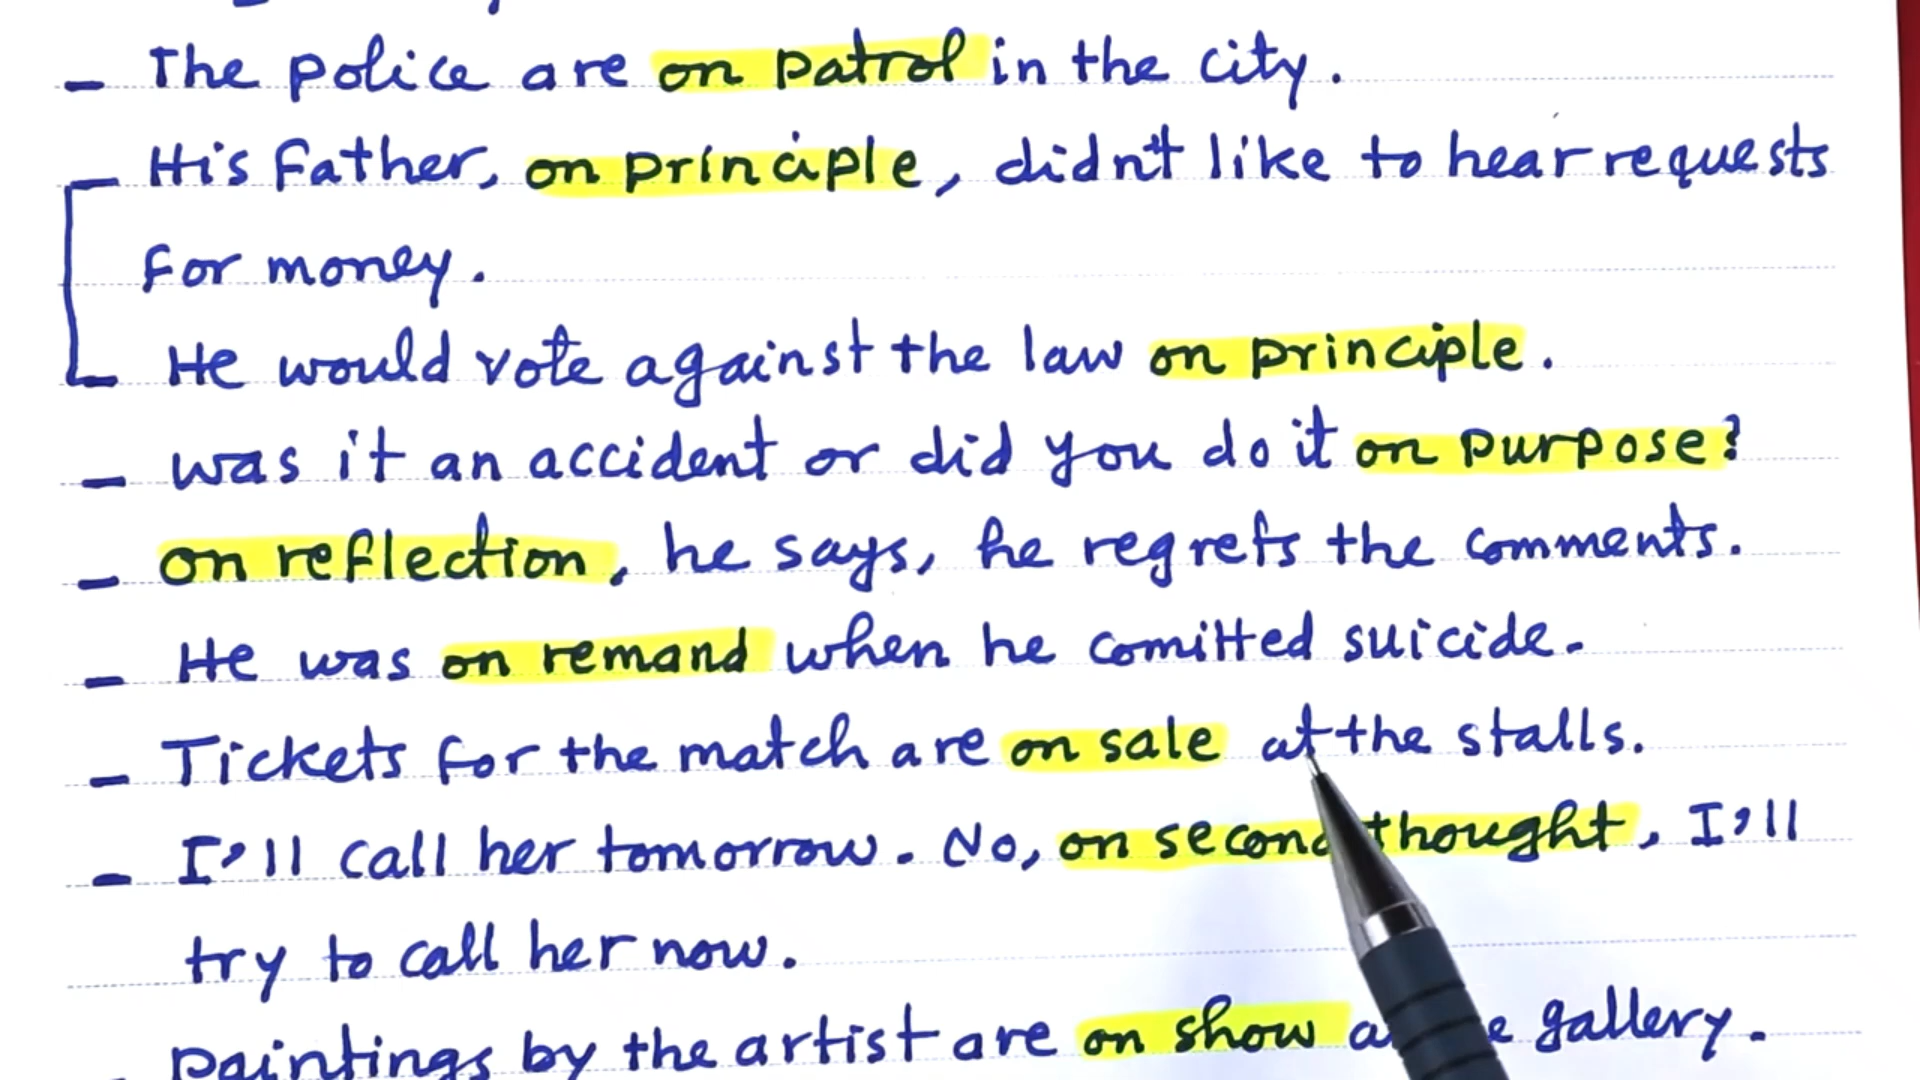 - The police are on patrol in the city.
- His father, on principle, didn't like to hear requests
for money.
- He would vote against the law on principle.
- was it an accident or did you do it on purpose?
- on reflection, he says, he regrets the comments.
- He was on remand when he comitted suicide.
- Tickets for the match are on sale at the stalls.
- I'll call her tomorrow. No, on second thought, I'll
try to call her now.
- paintings by the artist are on show gallery.